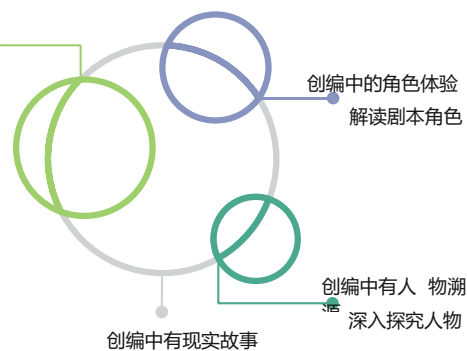 创编中的角色体验
解读剧本角色
创编中有人 物溯
源
深入探究人物
创编中有现实故事